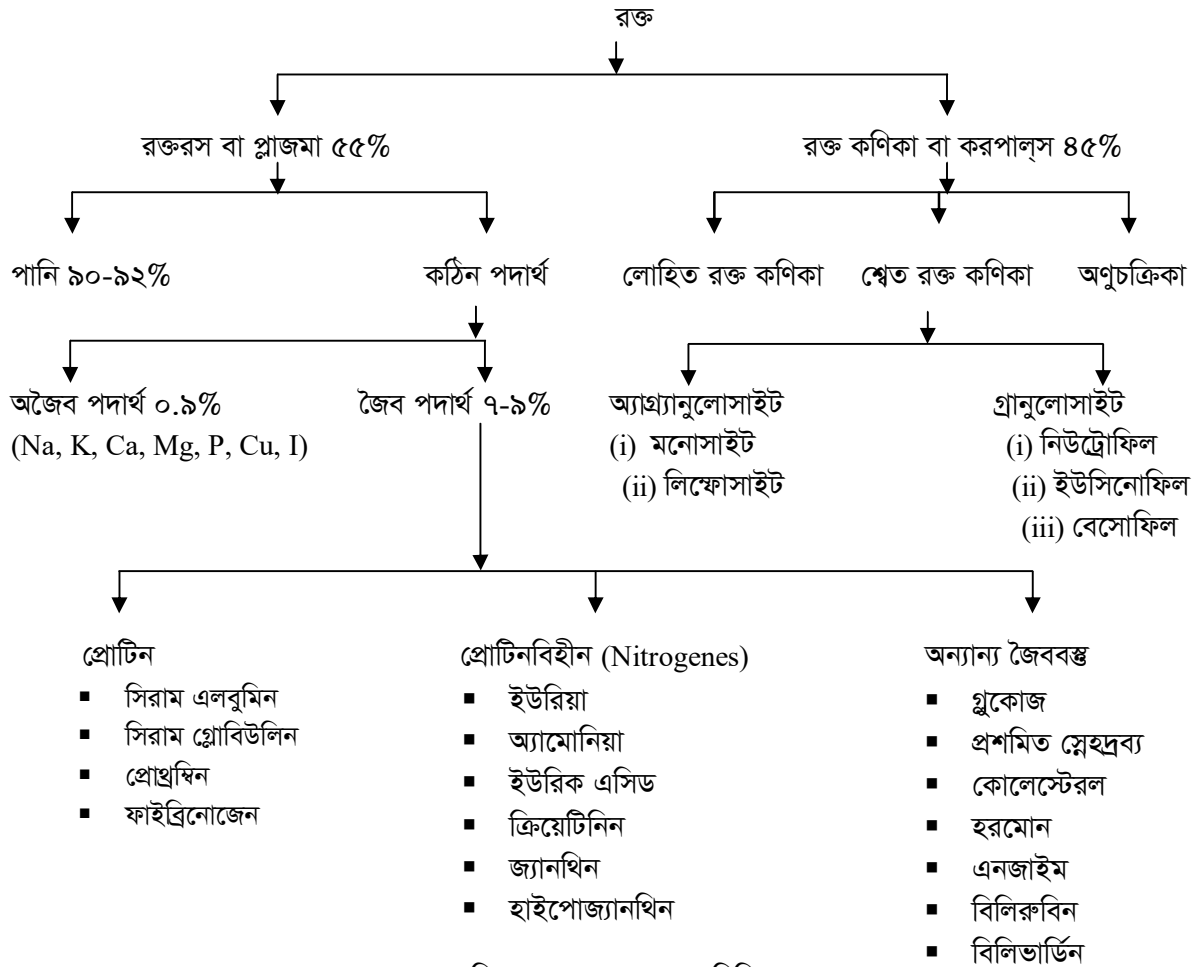 রক্ত
রক্তরস বা প্লাজমা ৫৫% রক্ত কণিকা বা করপাল্‌স ৪৫%
পানি ৯০-৯২% কঠিন পদার্থ লোহিত রক্ত কণিকা শ্বেত রক্ত কণিকা অণুচক্রিকা
অজৈব পদার্থ ০.৯% জৈব পদার্থ ৭-৯% অ্যাগ্র্যানুলোসাইট গ্রানুলোসাইট
(Na, K, Ca, Mg, P, Cu, I) (i) মনোসাইট (i) নিউট্রোফিল
(ii) লিম্ফোসাইট (ii) ইউসিনোফিল
(iii) বেসোফিল
প্রোটিন প্রোটিনবিহীন (Nitrogenes) অন্যান্য জৈববস্তু
▪ সিরাম এলবুমিন ▪ ইউরিয়া ▪ গ্লুকোজ
▪ সিরাম গ্লোবিউলিন ▪ অ্যামোনিয়া ▪ প্রশমিত স্নেহদ্রব্য
▪ প্রোথ্রম্বিন ▪ ইউরিক এসিড ▪ কোলেস্টেরল
▪ ফাইব্রিনোজেন ▪ ক্রিয়েটিনিন ▪ হরমোন
▪ জ্যানথিন ▪ এনজাইম
▪ হাইপোজ্যানথিন ▪ বিলিরুবিন
▪ বিলিভার্ডিন